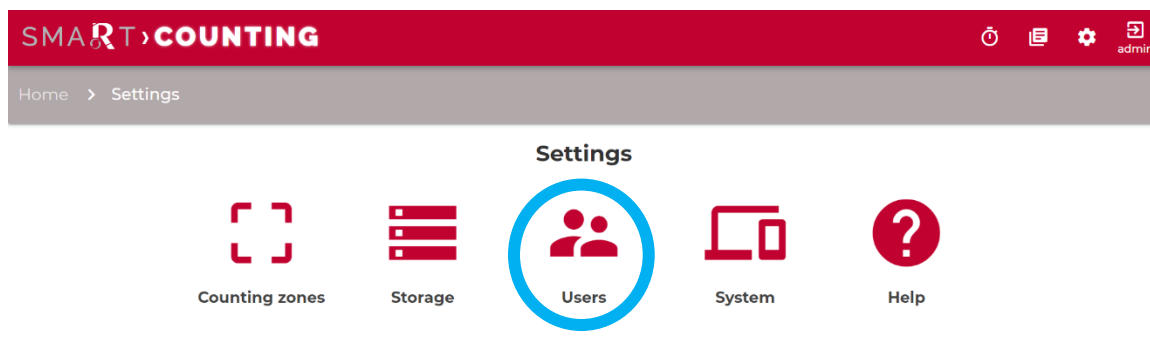 SMART›COUNTING
admin
Home > Settings
Settings
Counting zones Storage Users System Help